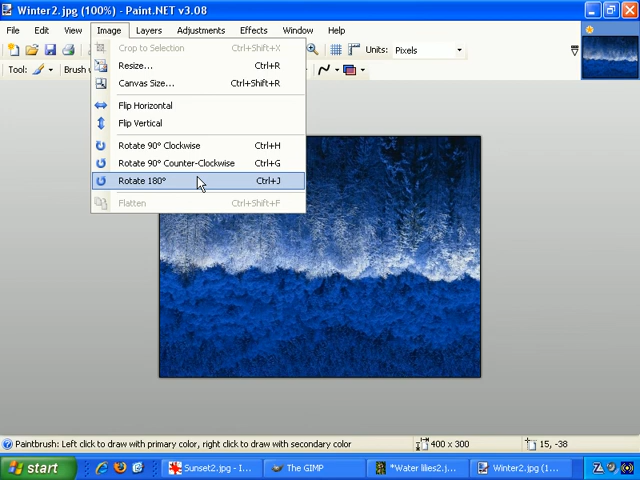 Winter2.jpg (100%) - Paint.NET v3.08
File Edit View Image Layers Adjustments Effects Window Help
Crop to Selection Ctrl+Shift+X
Units: Pixels
Resize... Ctrl+R
Tool: Brush
Canvas Size... Ctrl+Shift+R
Flip Horizontal
Flip Vertical
Rotate 90° Clockwise Ctrl+H
Rotate 90° Counter-Clockwise Ctrl+G
Rotate 180° Ctrl+J
Flatten Ctrl+Shift+F
Paintbrush: Left click to draw with primary color, right click to draw with secondary color
400 x 300
15, -38
start
Sunset2.jpg - I...
The GIMP
*Water lilies2.j...
Winter2.jpg (1...